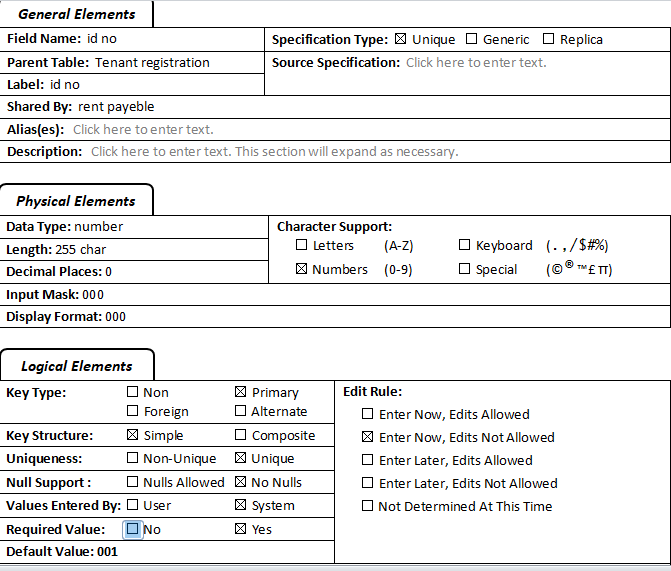 General Elements
Field Name: id no
Specification Type: ☒ Unique ☐ Generic ☐ Replica
Parent Table: Tenant registration
Source Specification: Click here to enter text.
Label: id no
Shared By: rent payeble
Alias(es): Click here to enter text.
Description: Click here to enter text. This section will expand as necessary.
Physical Elements
Data Type: number
Length: 255 char
Decimal Places: 0
Character Support:
☐ Letters (A-Z) ☐ Keyboard (. , / $ # %)
☒ Numbers (0-9) ☐ Special (© ® ™ £ π)
Input Mask: 000
Display Format: 000
Logical Elements
Key Type: ☐ Non ☒ Primary
☐ Foreign ☐ Alternate
Key Structure: ☒ Simple ☐ Composite
Uniqueness: ☐ Non-Unique ☒ Unique
Null Support : ☐ Nulls Allowed ☒ No Nulls
Values Entered By: ☐ User ☒ System
Required Value: ☐ No ☒ Yes
Default Value: 001
Edit Rule:
☐ Enter Now, Edits Allowed
☒ Enter Now, Edits Not Allowed
☐ Enter Later, Edits Allowed
☐ Enter Later, Edits Not Allowed
☐ Not Determined At This Time